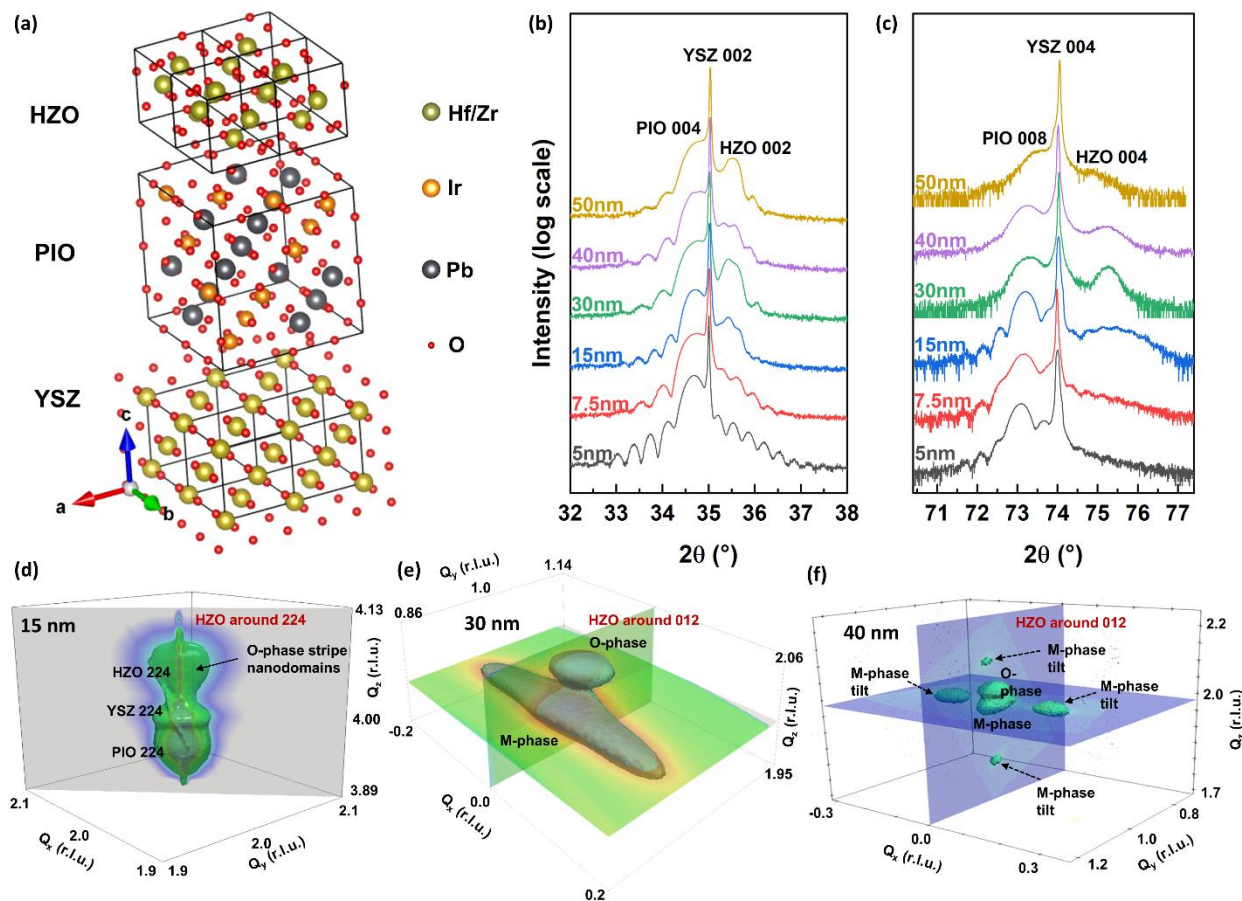 (a)
HZO
PIO
YSZ
Hf/Zr
Ir
Pb
O
c
a
b
(b)
YSZ 002
PIO 004
HZO 002
Intensity (log scale)
50nm
40nm
30nm
15nm
7.5nm
5nm
32 33 34 35 36 37 38
2θ (°)
(c)
YSZ 004
PIO 008
HZO 004
50nm
40nm
30nm
15nm
7.5nm
5nm
71 72 73 74 75 76 77
2θ (°)
(d)
15 nm
HZO around 224
O-phase stripe
nanodomains
HZO 224
YSZ 224
PIO 224
4.13
4.00
3.89
Qz (r.l.u.)
2.1
2.0
1.9
Qx (r.l.u.)
1.9
2.0
2.1
Qy (r.l.u.)
(e)
30 nm
HZO around 012
O-phase
M-phase
Qy (r.l.u.)
0.86
1.0
1.14
2.06
1.95
Qz (r.l.u.)
-0.2
0.0
0.2
Qx (r.l.u.)
(f)
40 nm
HZO around 012
M-phase
tilt
M-phase
tilt
O-
phase
M-phase
tilt
M-phase
M-phase
tilt
2.2
2.0
1.7
Qz (r.l.u.)
-0.3
0.0
0.3
Qx (r.l.u.)
0.8
1.0
1.2
Qy (r.l.u.)